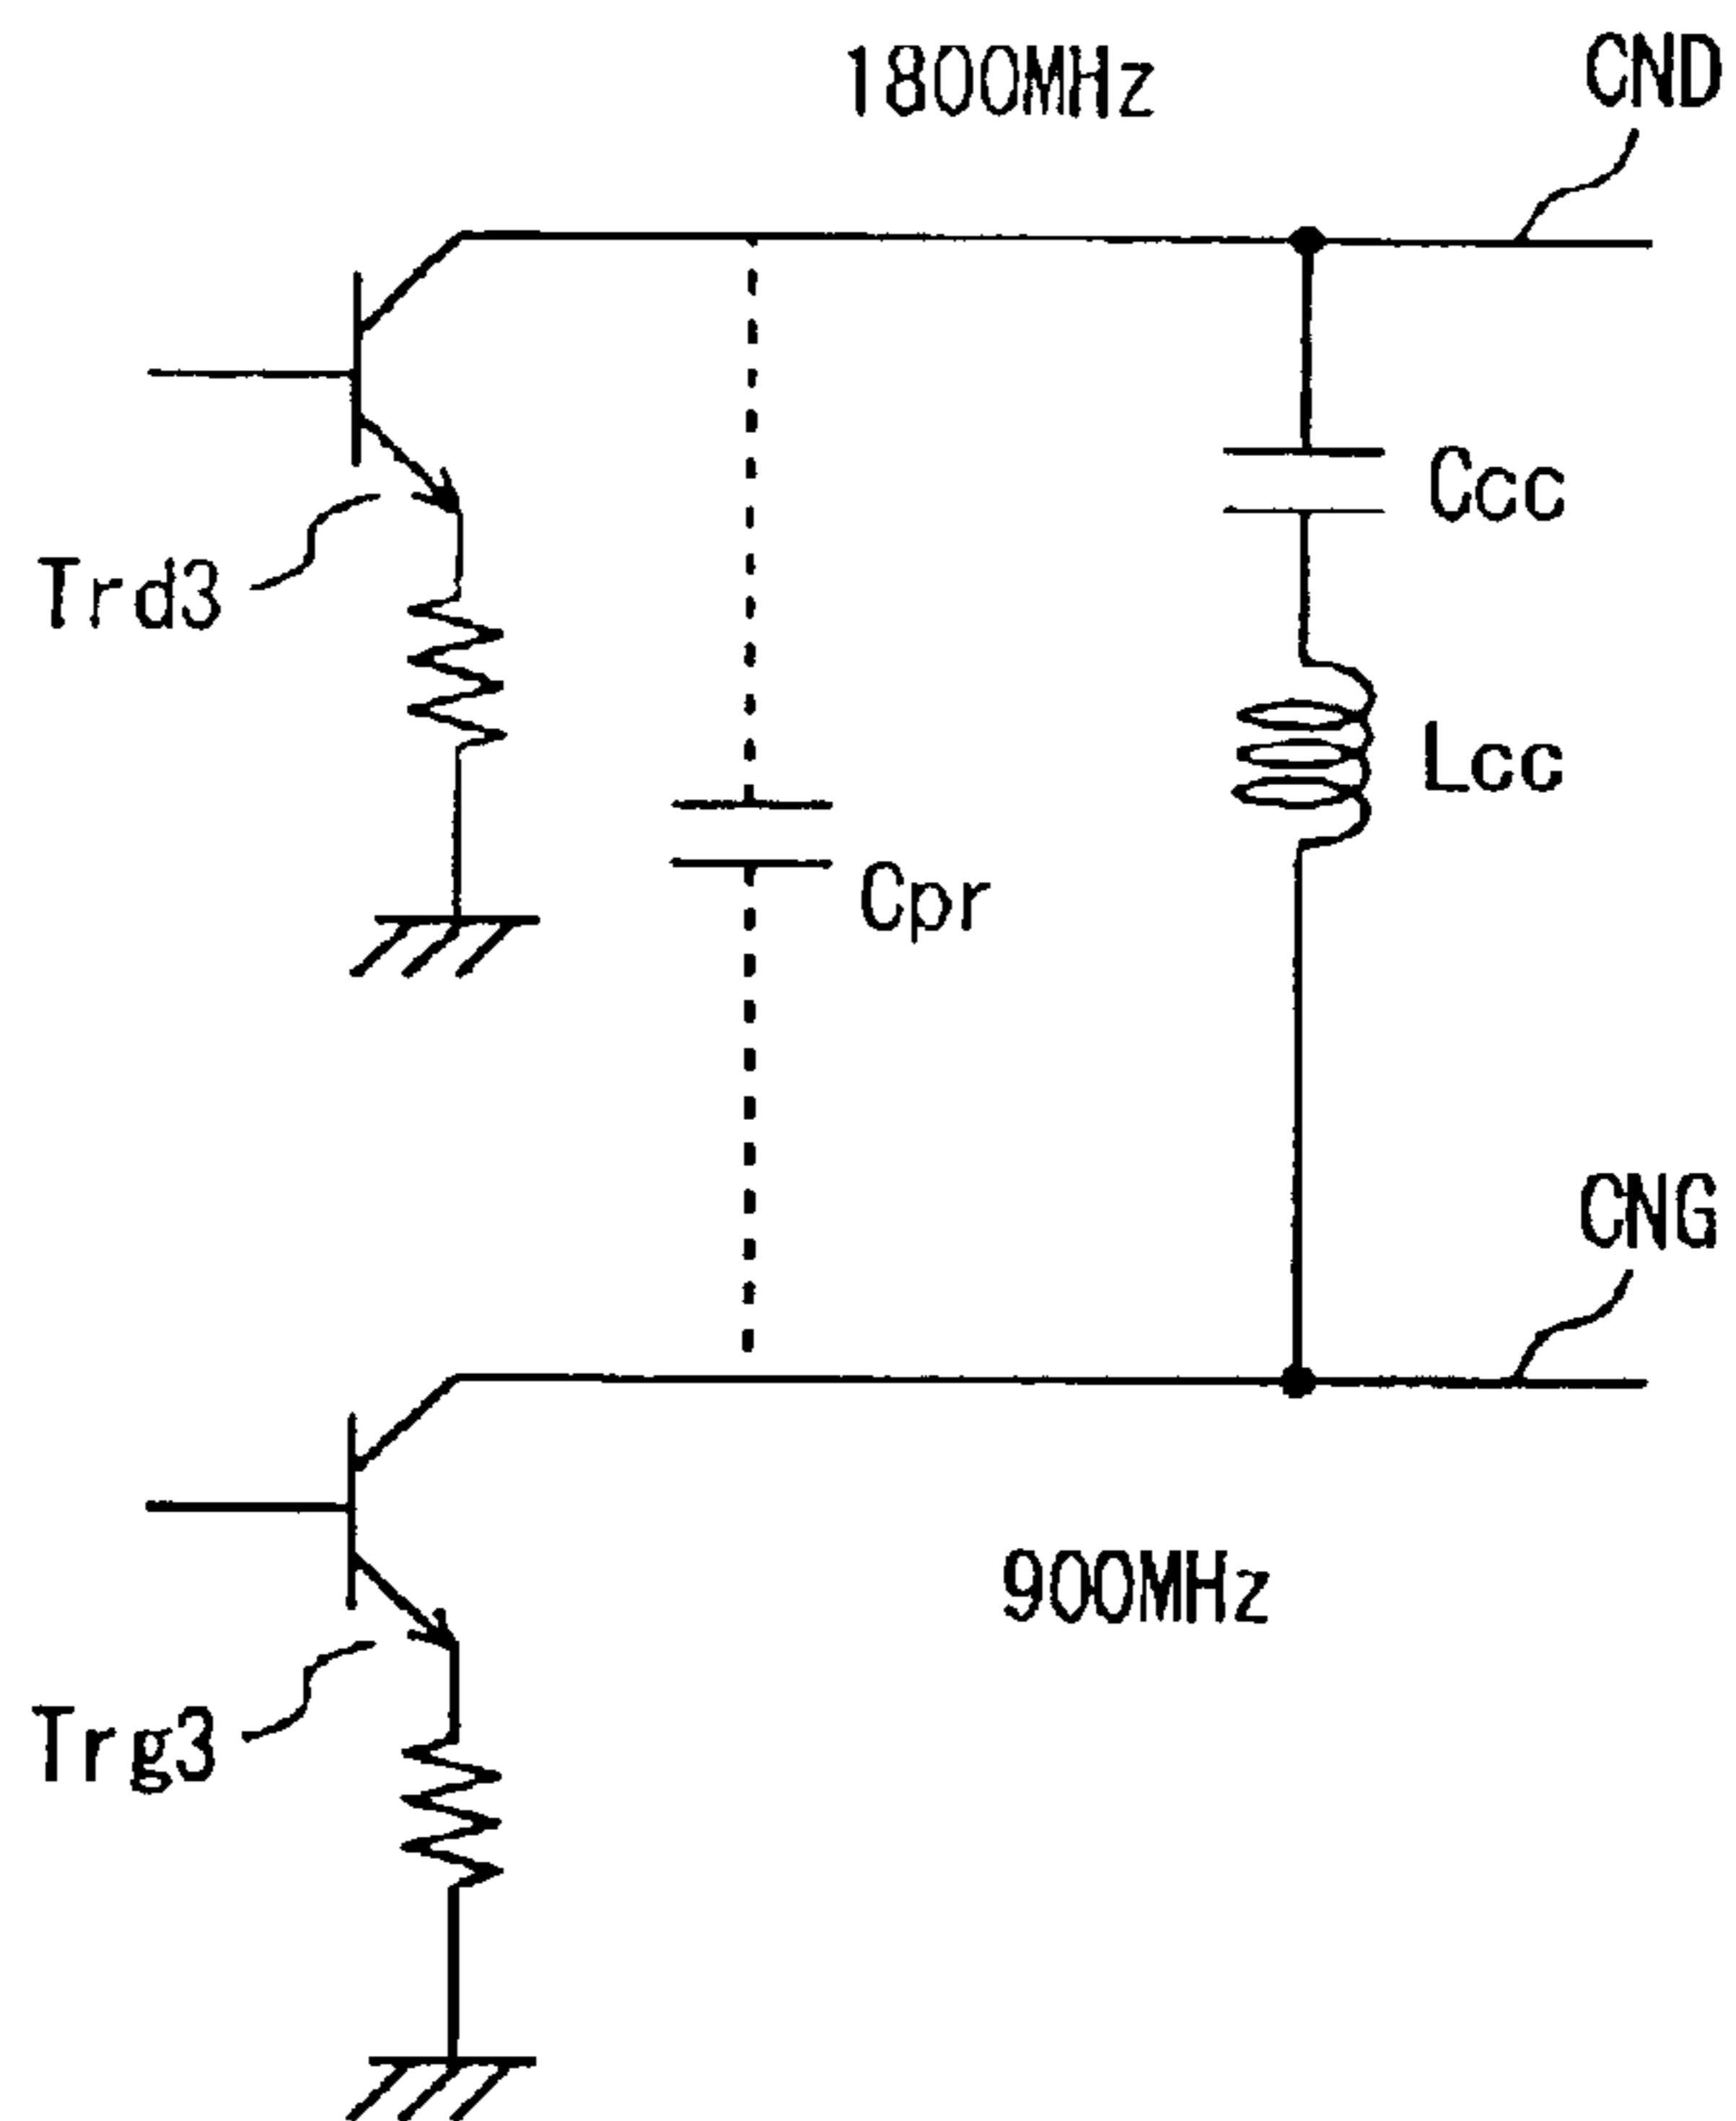 1800MHz
CND
Ccc
Trd3
Lcc
Cpr
CNG
900MHz
Trg3